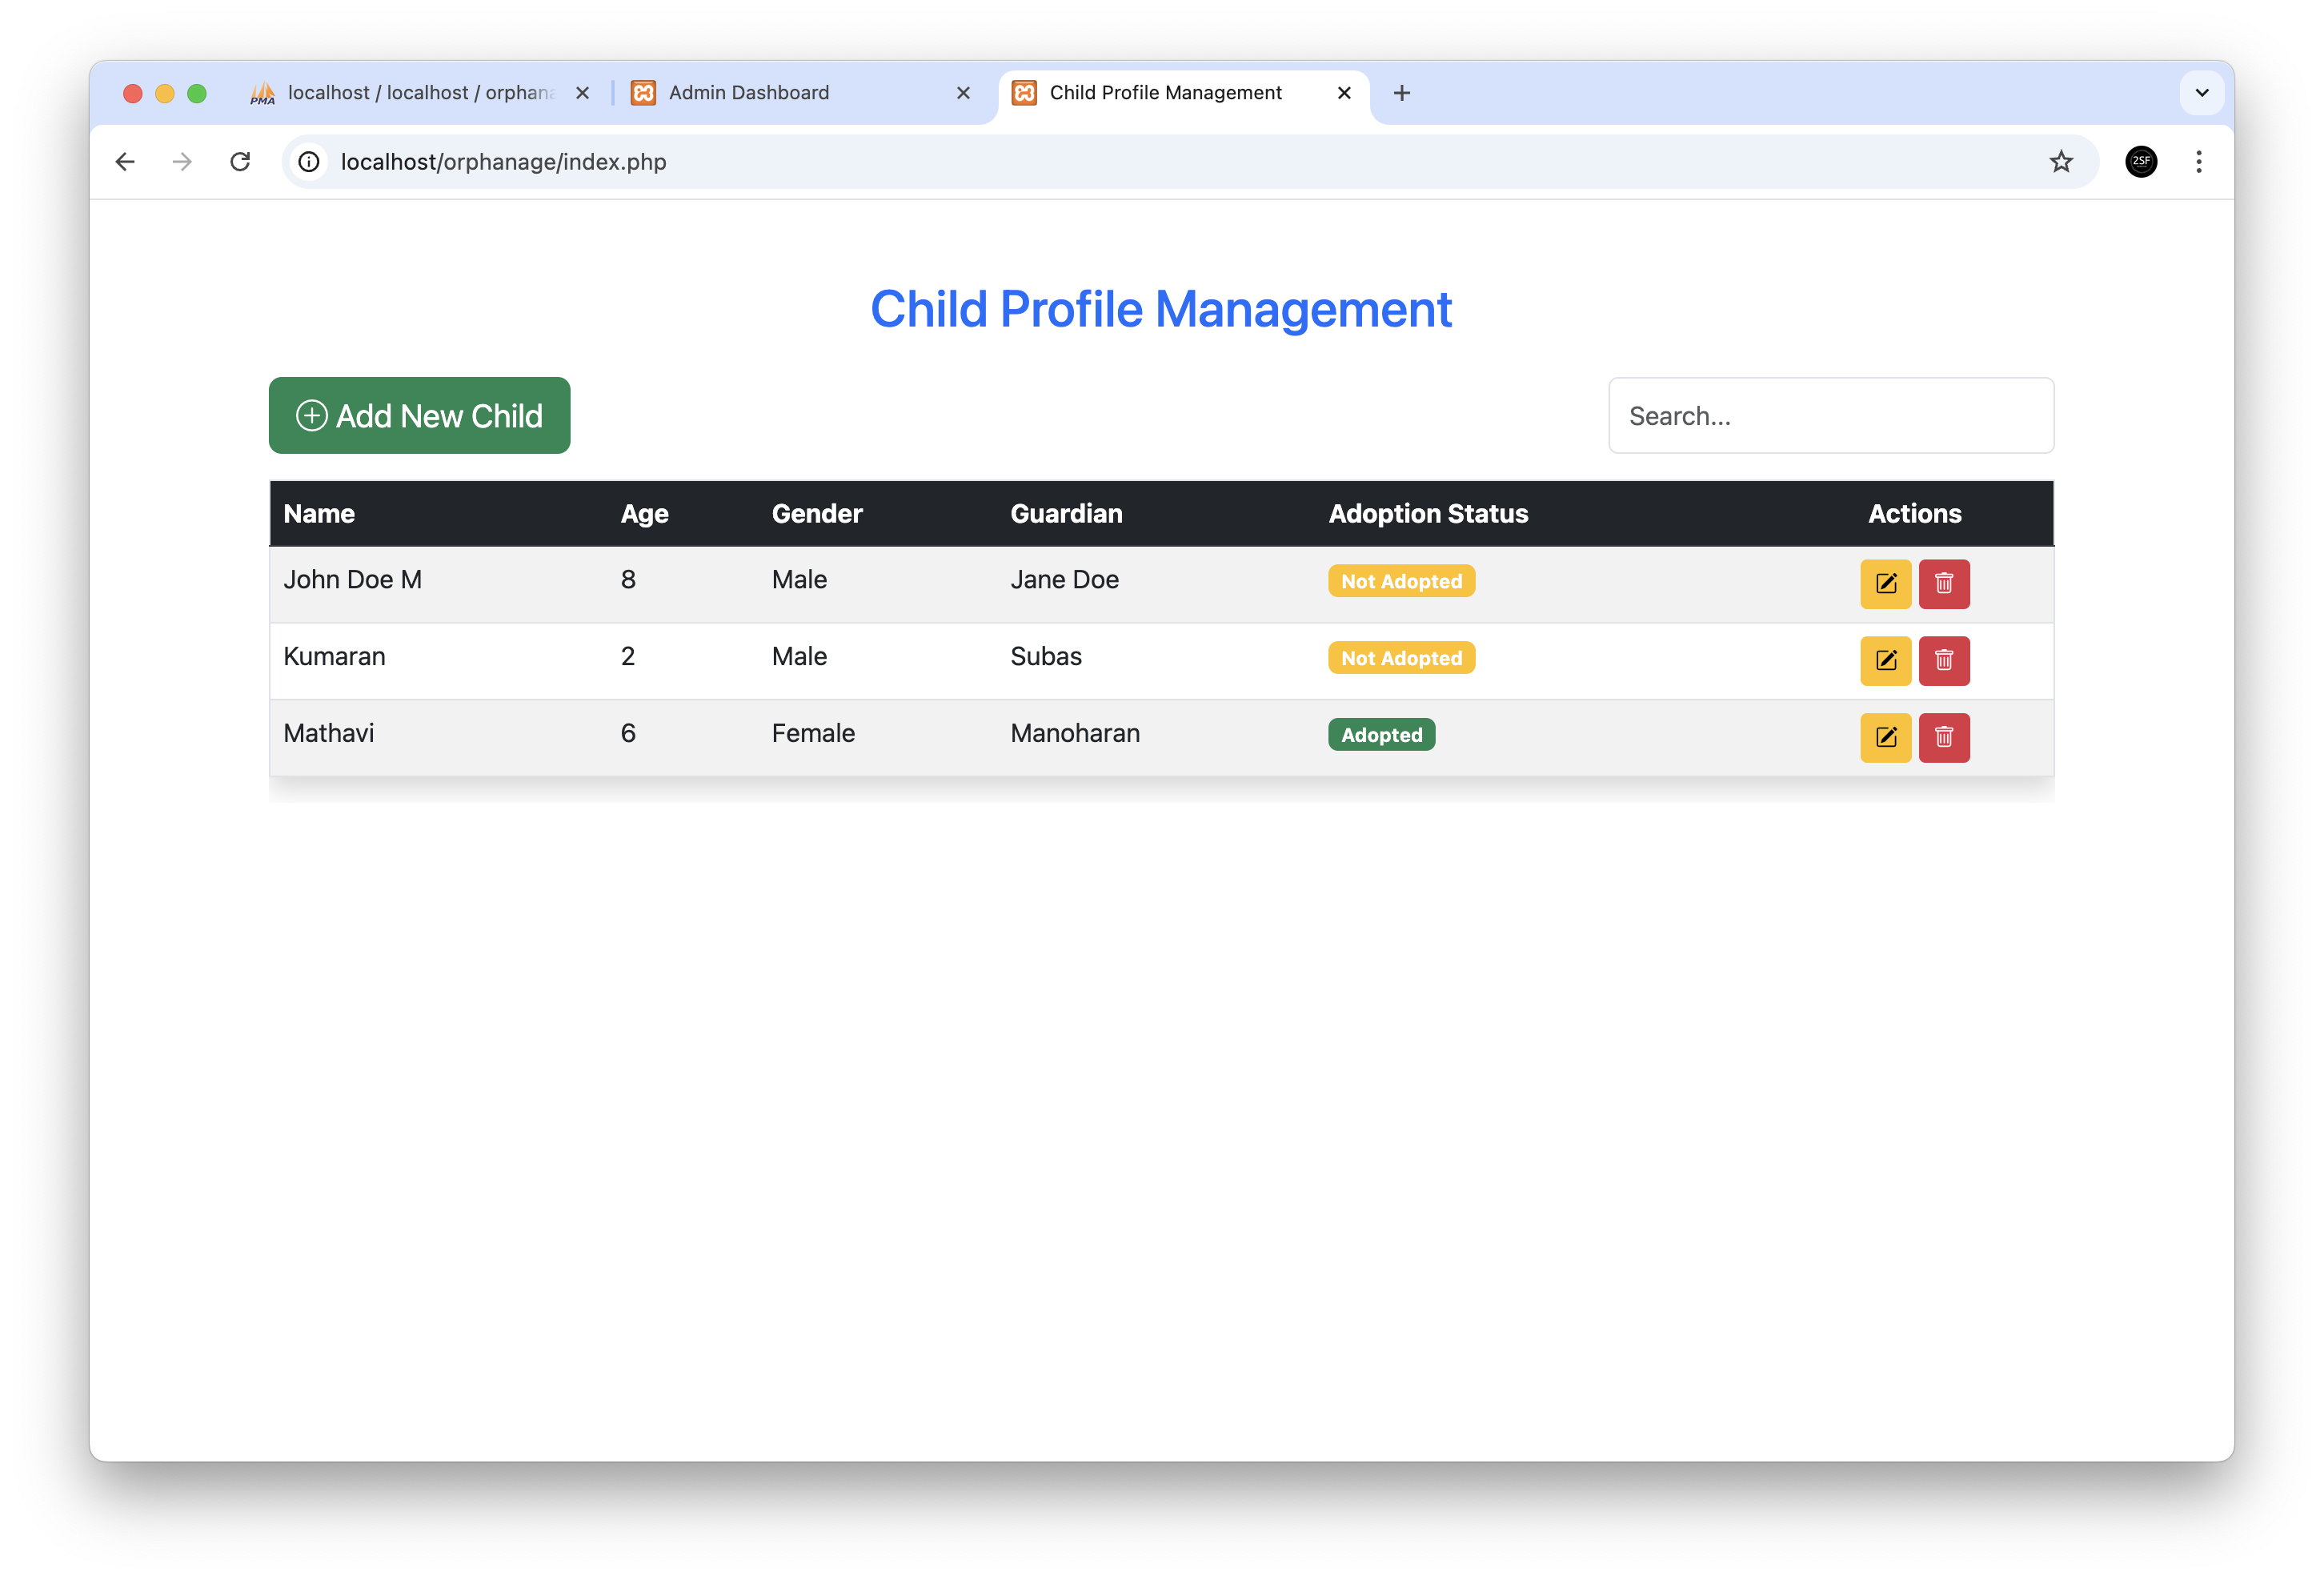 localhost / localhost / orphana
Admin Dashboard
Child Profile Management
PMA
localhost/orphanage/index.php
2SF
Child Profile Management
Add New Child
Search...
Name Age Gender Guardian Adoption Status Actions
John Doe M 8 Male Jane Doe Not Adopted
Kumaran 2 Male Subas Not Adopted
Mathavi 6 Female Manoharan Adopted